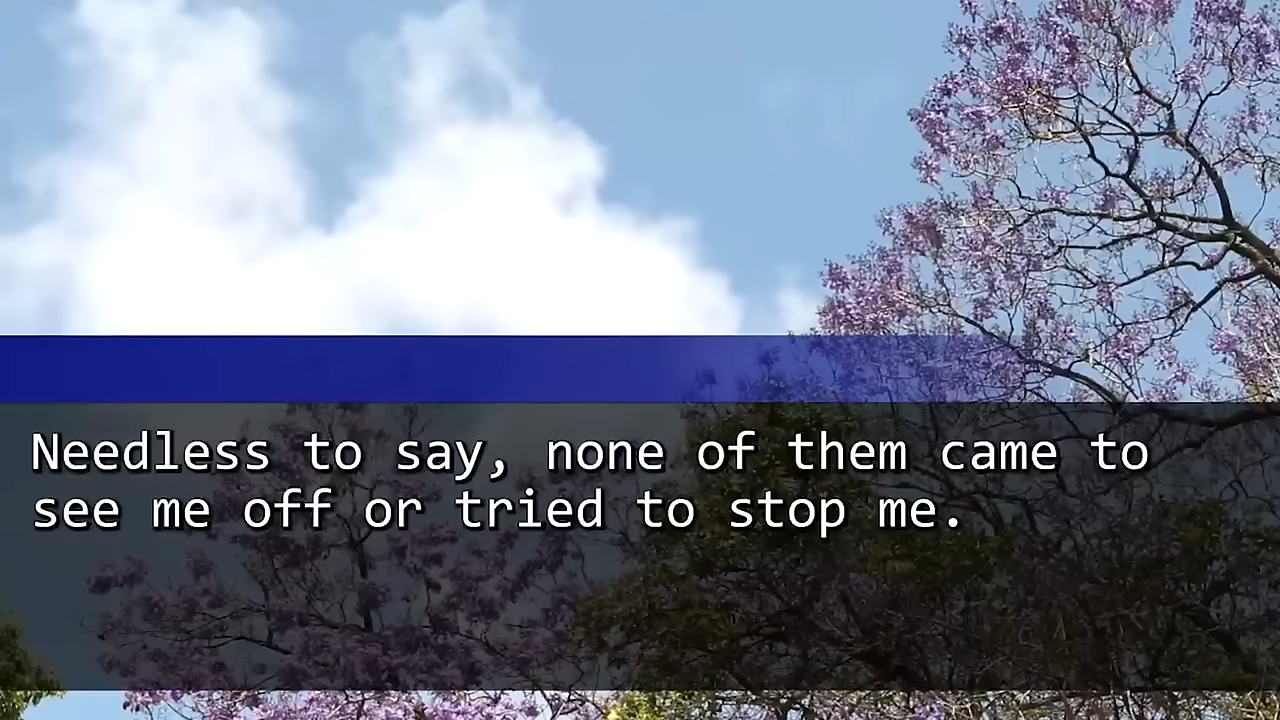 Needless to say, none of them came to
see me off or tried to stop me.